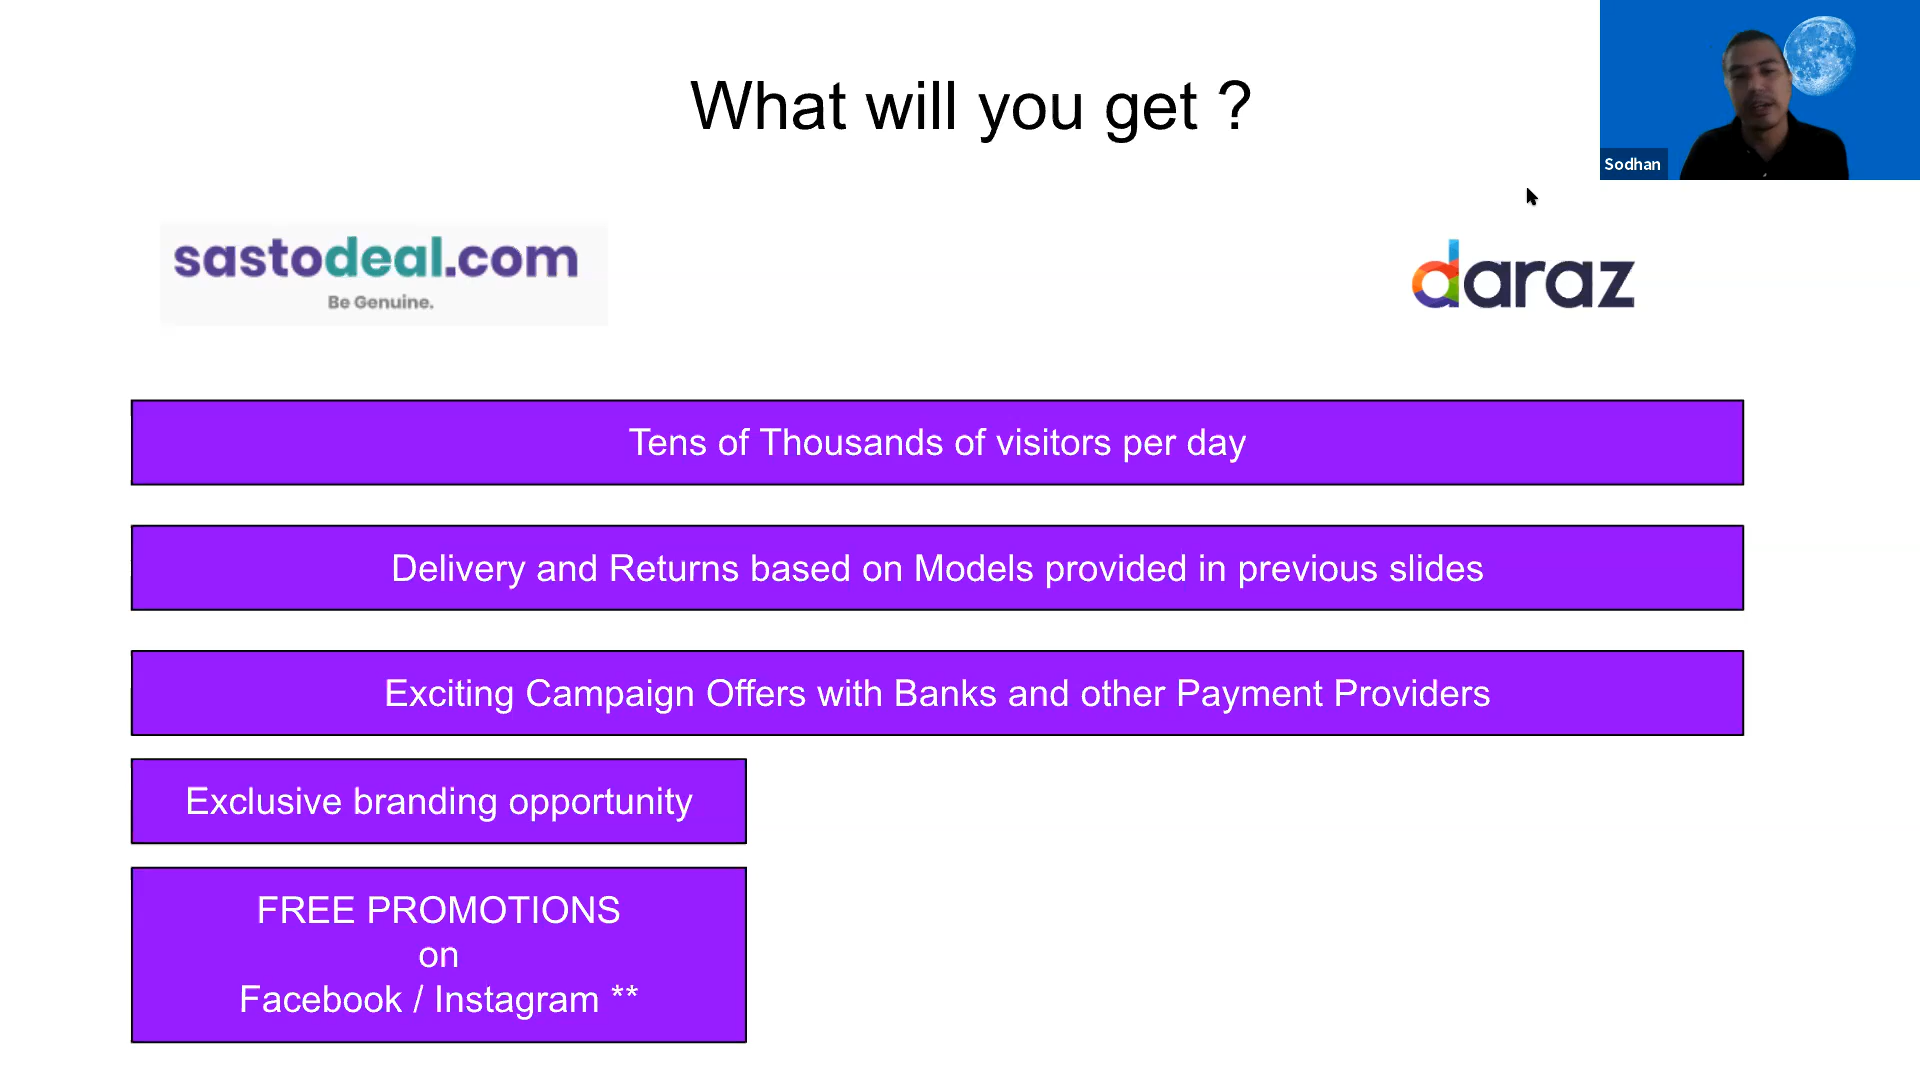 What will you get ?
Sodhan
sastodeal.com
Be Genuine.
daraz
Tens of Thousands of visitors per day
Delivery and Returns based on Models provided in previous slides
Exciting Campaign Offers with Banks and other Payment Providers
Exclusive branding opportunity
FREE PROMOTIONS
on
Facebook / Instagram **